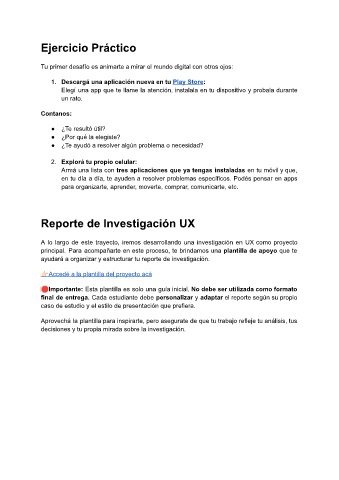 Ejercicio Práctico
Tu primer desafío es animarte a mirar el mundo digital con otros ojos:
1. Descargá una aplicación nueva en tu Play Store:
Elegí una app que te llame la atención, instalala en tu dispositivo y probala durante
un rato.
Contanos:
● ¿Te resultó útil?
● ¿Por qué la elegiste?
● ¿Te ayudó a resolver algún problema o necesidad?
2. Explorá tu propio celular:
Armá una lista con tres aplicaciones que ya tengas instaladas en tu móvil y que,
en tu día a día, te ayuden a resolver problemas específicos. Podés pensar en apps
para organizarte, aprender, moverte, comprar, comunicarte, etc.
Reporte de Investigación UX
A lo largo de este trayecto, iremos desarrollando una investigación en UX como proyecto
principal. Para acompañarte en este proceso, te brindamos una plantilla de apoyo que te
ayudará a organizar y estructurar tu reporte de investigación.
👉🏻Accedé a la plantilla del proyecto acá
🛑Importante: Esta plantilla es solo una guía inicial. No debe ser utilizada como formato
final de entrega. Cada estudiante debe personalizar y adaptar el reporte según su propio
caso de estudio y el estilo de presentación que prefiera.
Aprovechá la plantilla para inspirarte, pero asegurate de que tu trabajo refleje tu análisis, tus
decisiones y tu propia mirada sobre la investigación.